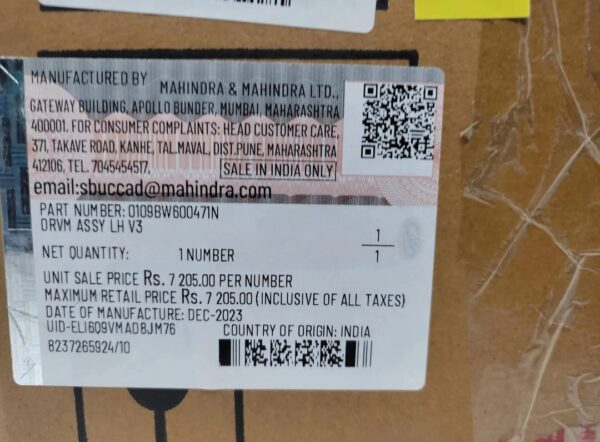 MANUFACTURED BY MAHINDRA & MAHINDRA LTD.,
GATEWAY BUILDING, APOLLO BUNDER, MUMBAI, MAHARASHTRA
400001. FOR CONSUMER COMPLAINTS: HEAD CUSTOMER CARE,
371, TAKAVE ROAD, KANHE, TAL.MAVAL, DIST.PUNE, MAHARASHTRA
412106, TEL. 7045454517,
SALE IN INDIA ONLY
email:sbuccad@mahindra.com
PART NUMBER: 0109BW600471N
ORVM ASSY LH V3
1
1
NET QUANTITY: 1 NUMBER
UNIT SALE PRICE Rs. 7 205.00 PER NUMBER
MAXIMUM RETAIL PRICE Rs. 7 205.00 (INCLUSIVE OF ALL TAXES)
DATE OF MANUFACTURE: DEC-2023
UID-ELI6Q9VMAD8JM76 COUNTRY OF ORIGIN: INDIA
8237265924/10